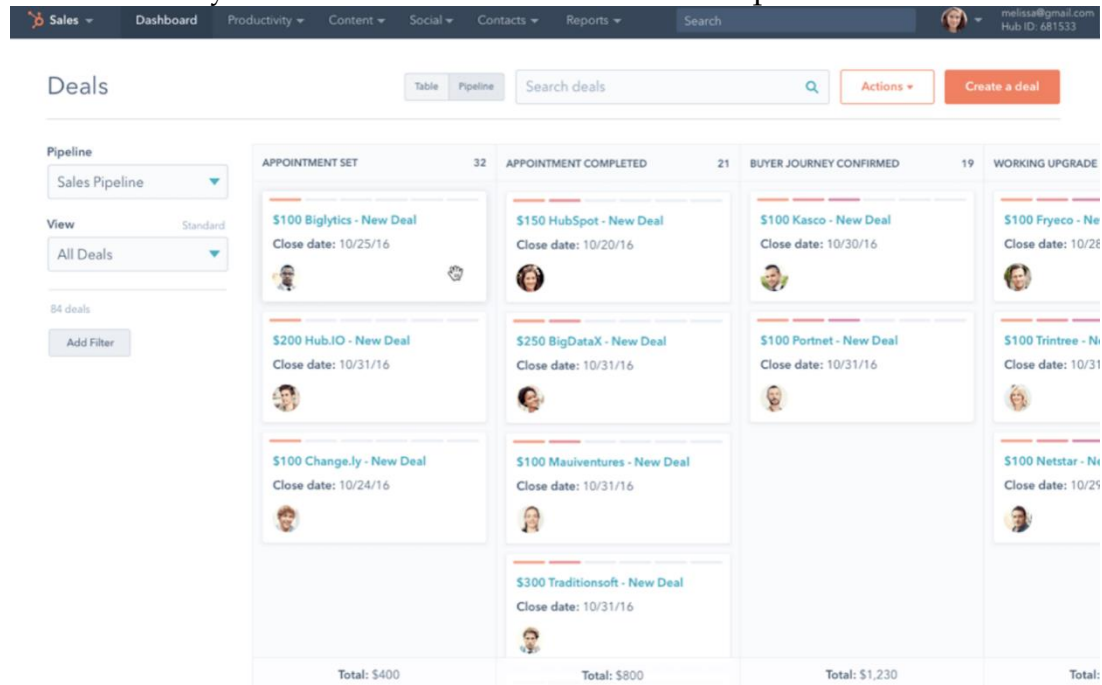 Sales Dashboard Productivity Content Social Contacts Reports Search melissa@gmail.com
Hub ID: 681533
Deals Table Pipeline Search deals Actions Create a deal
Pipeline
Sales Pipeline
View Standard
All Deals
84 deals
Add Filter
APPOINTMENT SET 32
$100 Biglytics - New Deal
Close date: 10/25/16
$200 Hub.IO - New Deal
Close date: 10/31/16
$100 Change.ly - New Deal
Close date: 10/24/16
Total: $400
APPOINTMENT COMPLETED 21
$150 HubSpot - New Deal
Close date: 10/20/16
$250 BigDataX - New Deal
Close date: 10/31/16
$100 Mauiventures - New Deal
Close date: 10/31/16
$300 Traditionsoft - New Deal
Close date: 10/31/16
Total: $800
BUYER JOURNEY CONFIRMED 19
$100 Kasco - New Deal
Close date: 10/30/16
$100 Portnet - New Deal
Close date: 10/31/16
Total: $1,230
WORKING UPGRADE
$100 Fryeco - Ne
Close date: 10/28
$100 Trintree - Ne
Close date: 10/31
$100 Netstar - Ne
Close date: 10/29
Total: